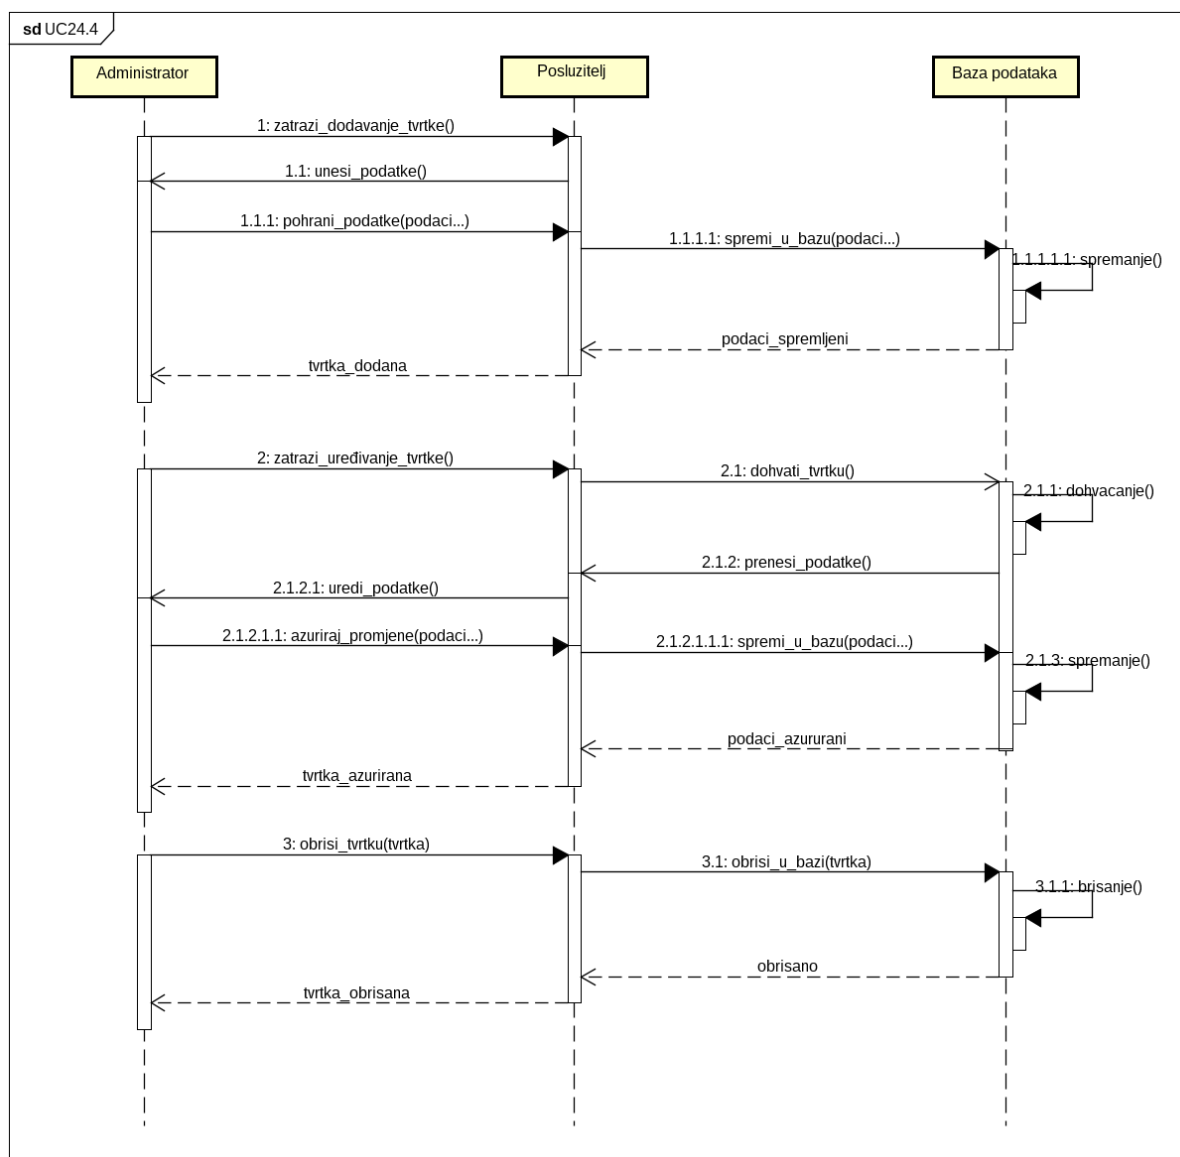 sd UC24.4
Administrator
Posluzitelj
Baza podataka
1: zatrazi_dodavanje_tvrtke()
1.1: unesi_podatke()
1.1.1: pohrani_podatke(podaci...)
1.1.1.1: spremi_u_bazu(podaci...)
1.1.1.1.1: spremanje()
podaci_spremljeni
tvrtka_dodana
2: zatrazi_uređivanje_tvrtke()
2.1: dohvati_tvrtku()
2.1.1: dohvacanje()
2.1.2: prenesi_podatke()
2.1.2.1: uredi_podatke()
2.1.2.1.1: azuriraj_promjene(podaci...)
2.1.2.1.1.1: spremi_u_bazu(podaci...)
2.1.3: spremanje()
podaci_azururani
tvrtka_azurirana
3: obrisi_tvrtku(tvrtka)
3.1: obrisi_u_bazi(tvrtka)
3.1.1: brisanje()
obrisano
tvrtka_obrisana